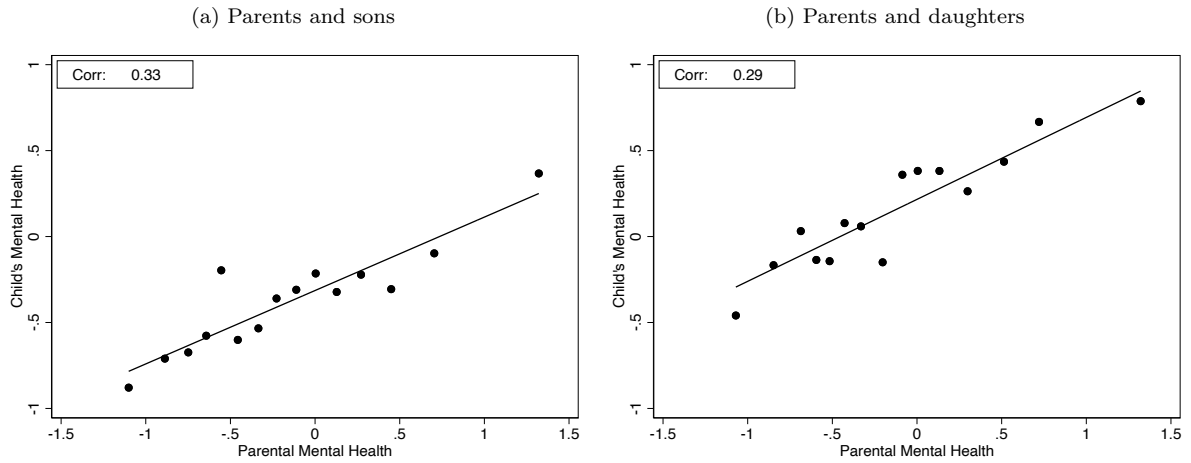 (a) Parents and sons
Corr: 0.33
Child's Mental Health
1
.5
0
-.5
-1
-1.5 -1 -.5 0 .5 1 1.5
Parental Mental Health
(b) Parents and daughters
Corr: 0.29
Child's Mental Health
1
.5
0
-.5
-1
-1.5 -1 -.5 0 .5 1 1.5
Parental Mental Health